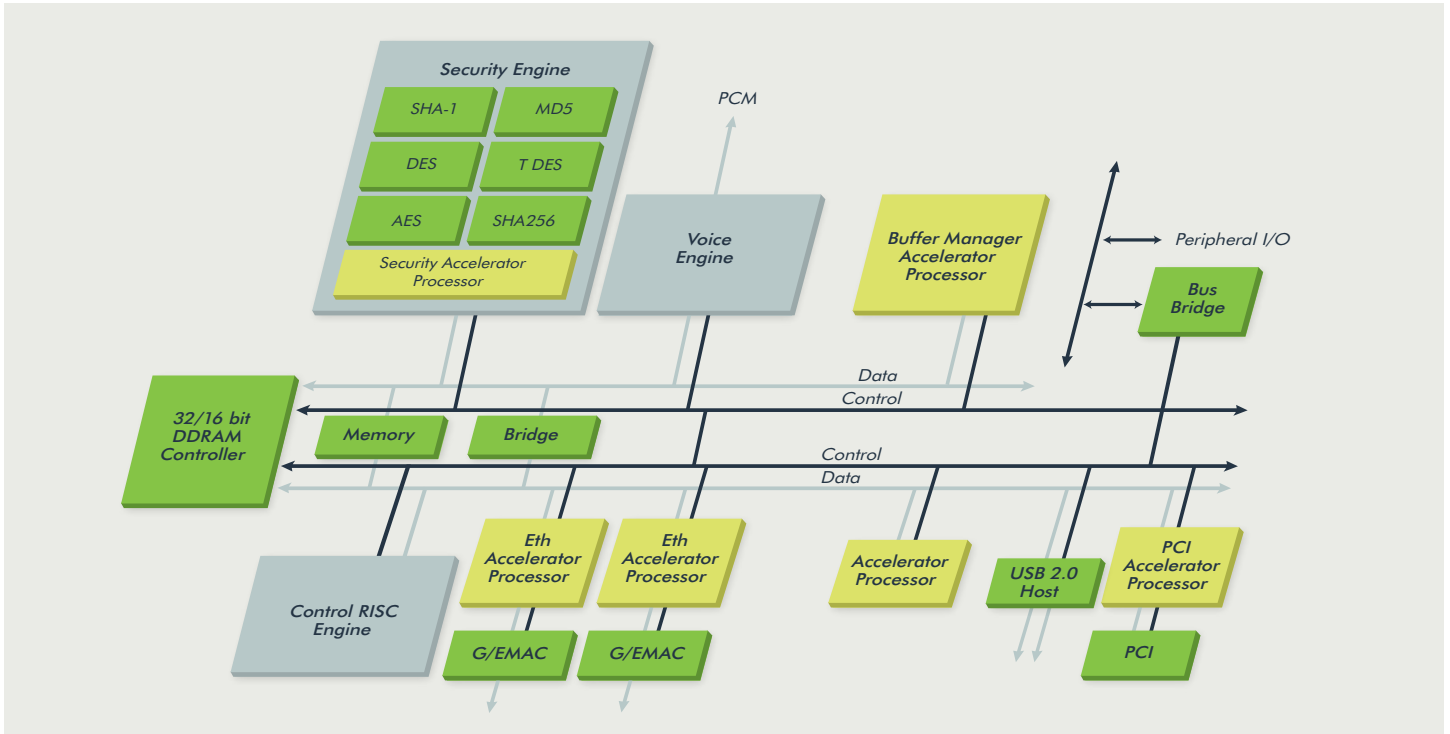 Security Engine
SHA-1
MD5
DES
T DES
AES
SHA256
Security Accelerator
Processor
PCM
Voice
Engine
Buffer Manager
Accelerator
Processor
Peripheral I/O
Bus
Bridge
Data
Control
32/16 bit
DDRAM
Controller
Memory
Bridge
Control
Data
Control RISC
Engine
Eth
Accelerator
Processor
Eth
Accelerator
Processor
Accelerator
Processor
USB 2.0
Host
PCI
Accelerator
Processor
G/EMAC
G/EMAC
PCI